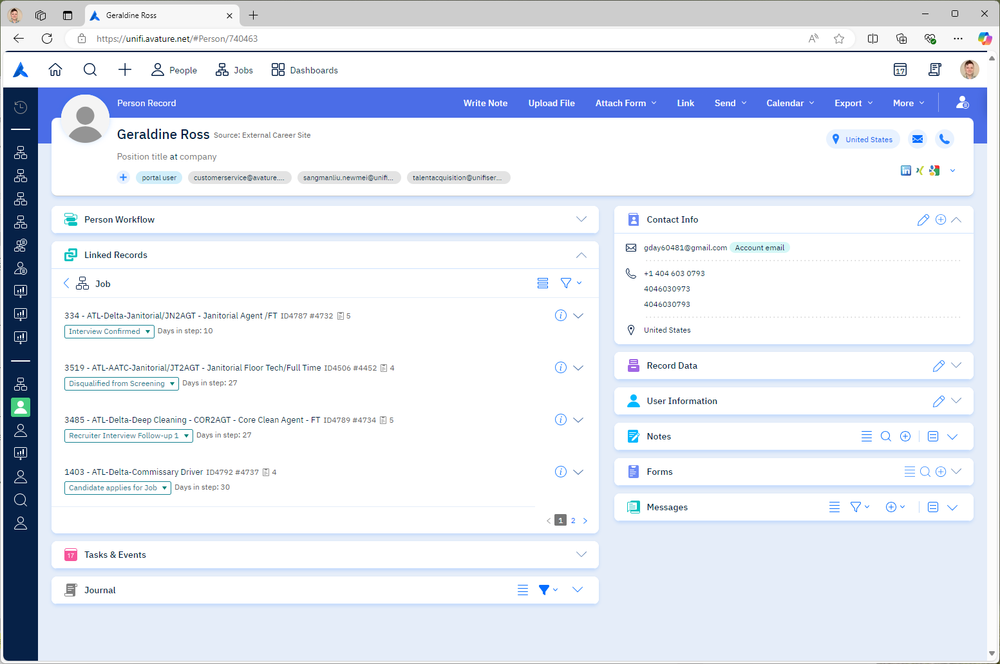 Geraldine Ross
https://unifi.avature.net/#Person/740463
People
Jobs
Dashboards
17
Person Record
Write Note
Upload File
Attach Form
Link
Send
Calendar
Export
More
Geraldine Ross
Source: External Career Site
United States
Position title at company
portal user
customerservice@avature....
sangmanliu.newmei@unifi...
talentacquisition@unifiser...
Person Workflow
Linked Records
Job
334 - ATL-Delta-Janitorial/JN2AGT - Janitorial Agent /FT ID4787 #4732 5
Interview Confirmed
Days in step: 10
3519 - ATL-AATC-Janitorial/JT2AGT - Janitorial Floor Tech/Full Time ID4506 #4452 4
Disqualified from Screening
Days in step: 27
3485 - ATL-Delta-Deep Cleaning - COR2AGT - Core Clean Agent - FT ID4789 #4734 5
Recruiter Interview Follow-up 1
Days in step: 27
1403 - ATL-Delta-Commissary Driver ID4792 #4737 4
Candidate applies for Job
Days in step: 30
1 2
17
Tasks & Events
Journal
Contact Info
gday60481@gmail.com Account email
+1 404 603 0793
4046030973
4046030793
United States
Record Data
User Information
Notes
Forms
Messages